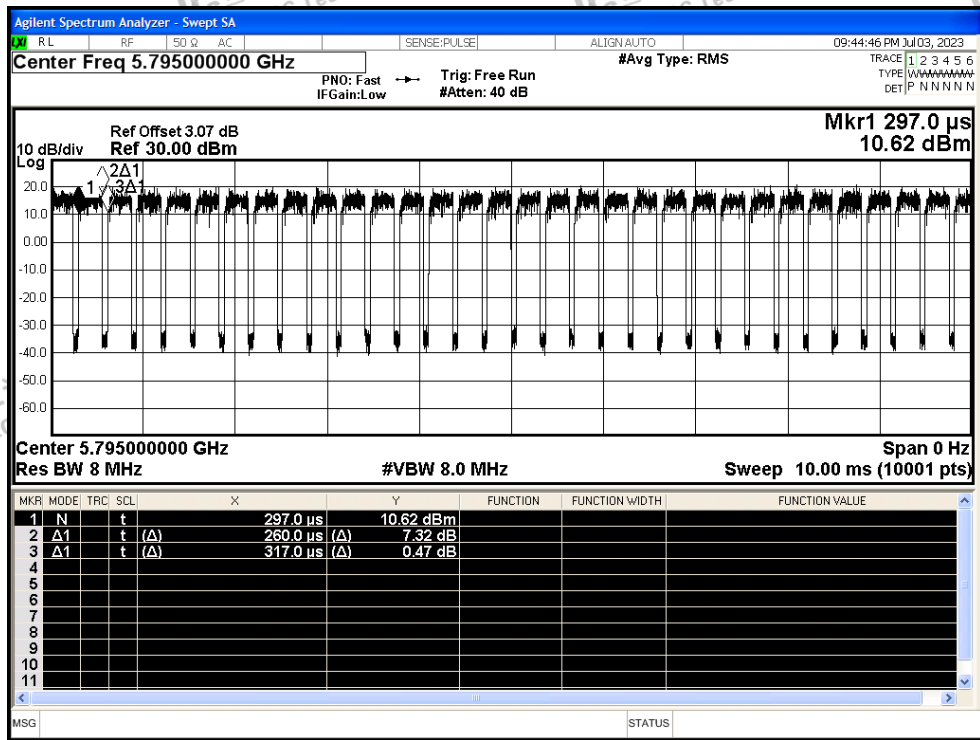 Agilent Spectrum Analyzer - Swept SA
LXI RL RF 50 Ω AC SENSE:PULSE ALIGN AUTO 09:44:46 PM Jul 03, 2023
Center Freq 5.795000000 GHz #Avg Type: RMS TRACE 1 2 3 4 5 6
PNO: Fast Trig: Free Run TYPE WWWWWW
IFGain:Low #Atten: 40 dB DET P N N N N N
Mkr1 297.0 µs
Ref Offset 3.07 dB
10 dB/div Ref 30.00 dBm 10.62 dBm
Log
2Δ1
1 3Δ1
20.0
10.0
0.00
-10.0
-20.0
-30.0
-40.0
-50.0
-60.0
Center 5.795000000 GHz Span 0 Hz
Res BW 8 MHz #VBW 8.0 MHz Sweep 10.00 ms (10001 pts)
MKR MODE TRC SCL X Y FUNCTION FUNCTION WIDTH FUNCTION VALUE
1 N t 297.0 µs 10.62 dBm
2 Δ1 t (Δ) 260.0 µs (Δ) 7.32 dB
3 Δ1 t (Δ) 317.0 µs (Δ) 0.47 dB
4
5
6
7
8
9
10
11
MSG STATUS